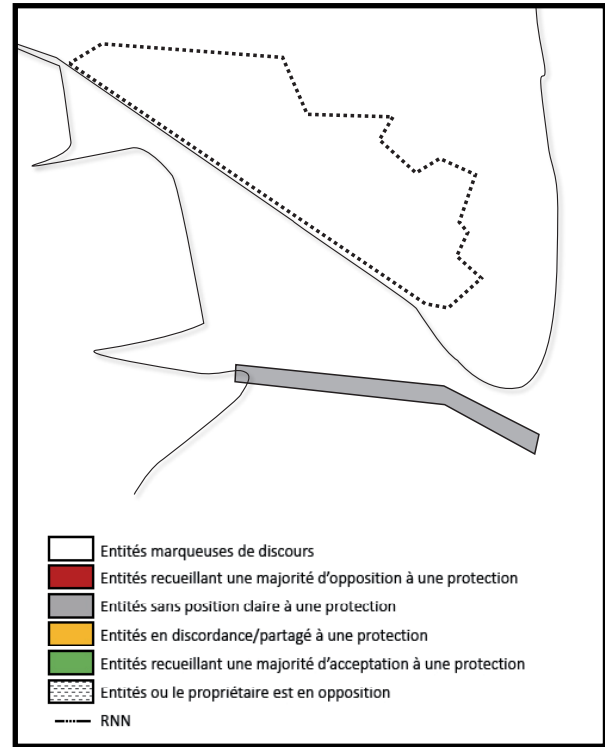 Entités marqueuses de discours
Entités recueillant une majorité d'opposition à une protection
Entités sans position claire à une protection
Entités en discordance/partagé à une protection
Entités recueillant une majorité d'acceptation à une protection
Entités ou le propriétaire est en opposition
RNN